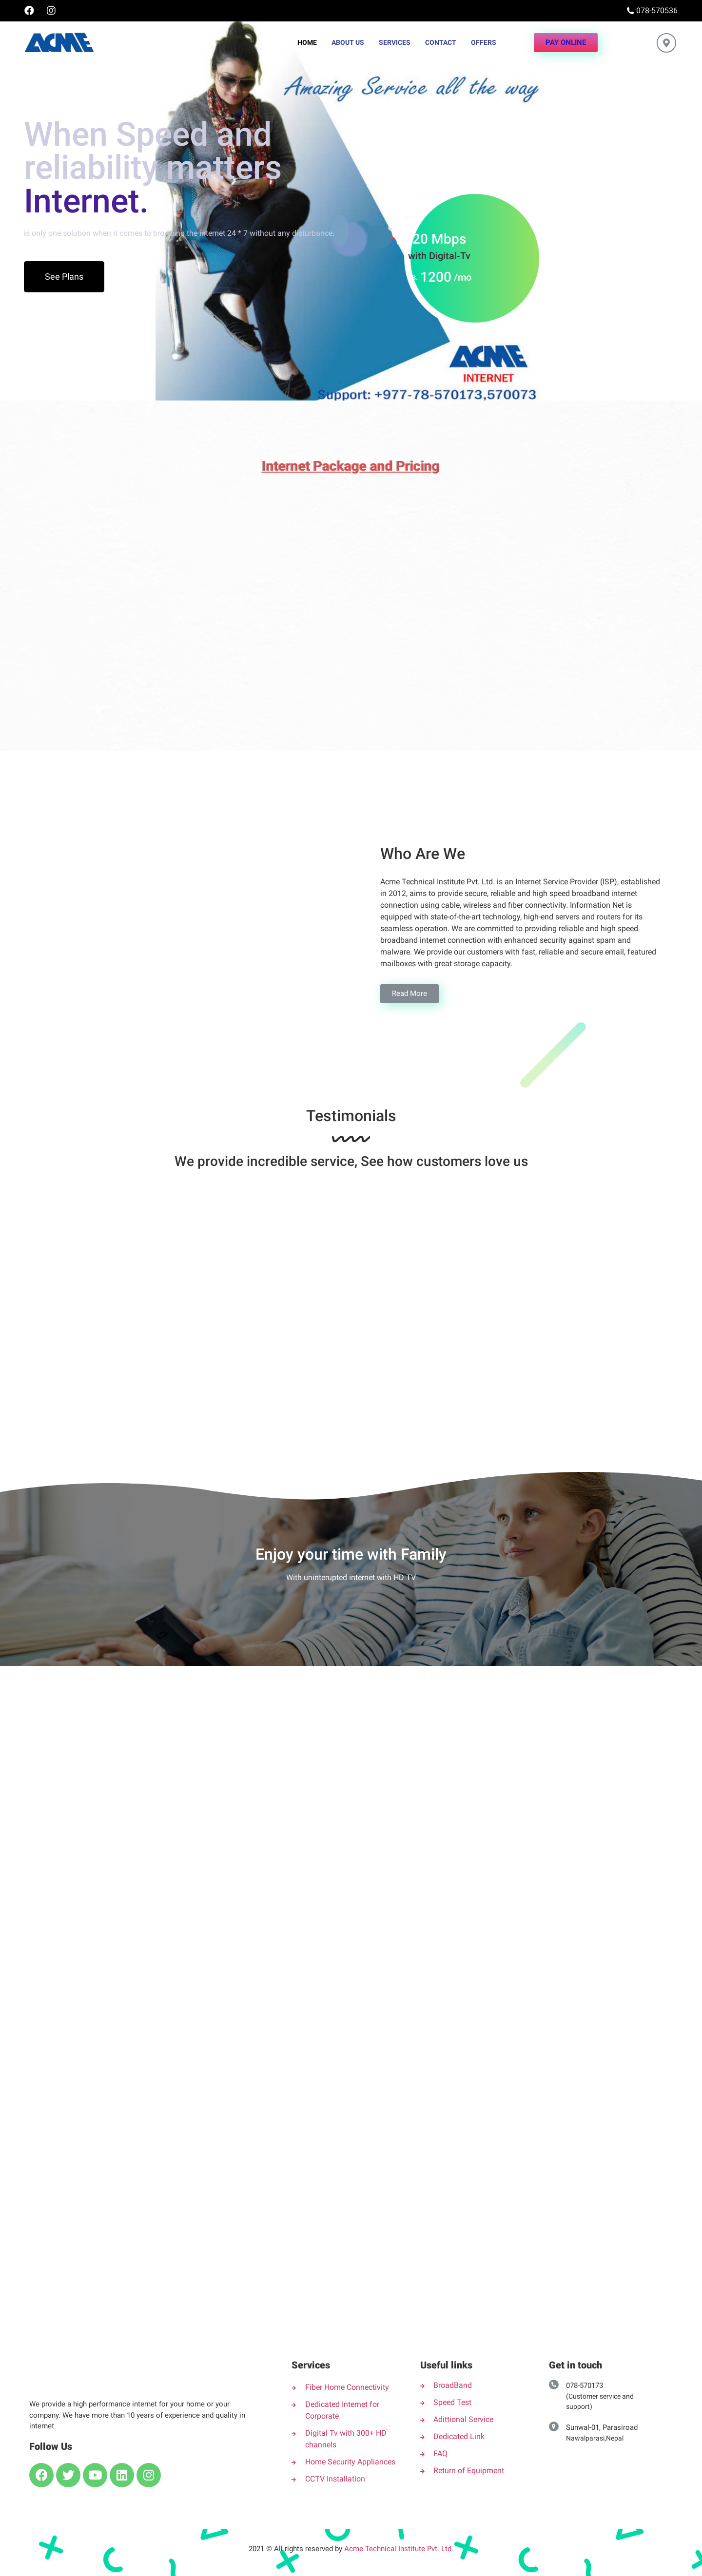 078-570536
ACME
HOME
ABOUT US
SERVICES
CONTACT
OFFERS
PAY ONLINE
Amazing Service all the way
When Speed and
reliability matters
Internet.
is only one solution when it comes to browsing the internet 24 * 7 without any disturbance.
See Plans
20 Mbps
with Digital-Tv
1200 /mo
ACME
INTERNET
Support: +977-78-570173,570073
Internet Package and Pricing
Who Are We
Acme Technical Institute Pvt. Ltd. is an Internet Service Provider (ISP), established
in 2012, aims to provide secure, reliable and high speed broadband internet
connection using cable, wireless and fiber connectivity. Information Net is
equipped with state-of-the-art technology, high-end servers and routers for its
seamless operation. We are committed to providing reliable and high speed
broadband internet connection with enhanced security against spam and
malware. We provide our customers with fast, reliable and secure email, featured
mailboxes with great storage capacity.
Read More
Testimonials
We provide incredible service, See how customers love us
Enjoy your time with Family
With uninterupted internet with HD TV
We provide a high performance internet for your home or your
company. We have more than 10 years of experience and quality in
internet.
Follow Us
Services
Fiber Home Connectivity
Dedicated Internet for
Corporate
Digital Tv with 300+ HD
channels
Home Security Appliances
CCTV Installation
Useful links
BroadBand
Speed Test
Adittional Service
Dedicated Link
FAQ
Return of Equipment
Get in touch
078-570173
(Customer service and
support)
Sunwal-01, Parasiroad
Nawalparasi,Nepal
2021 © All rights reserved by Acme Technical Institute Pvt. Ltd.